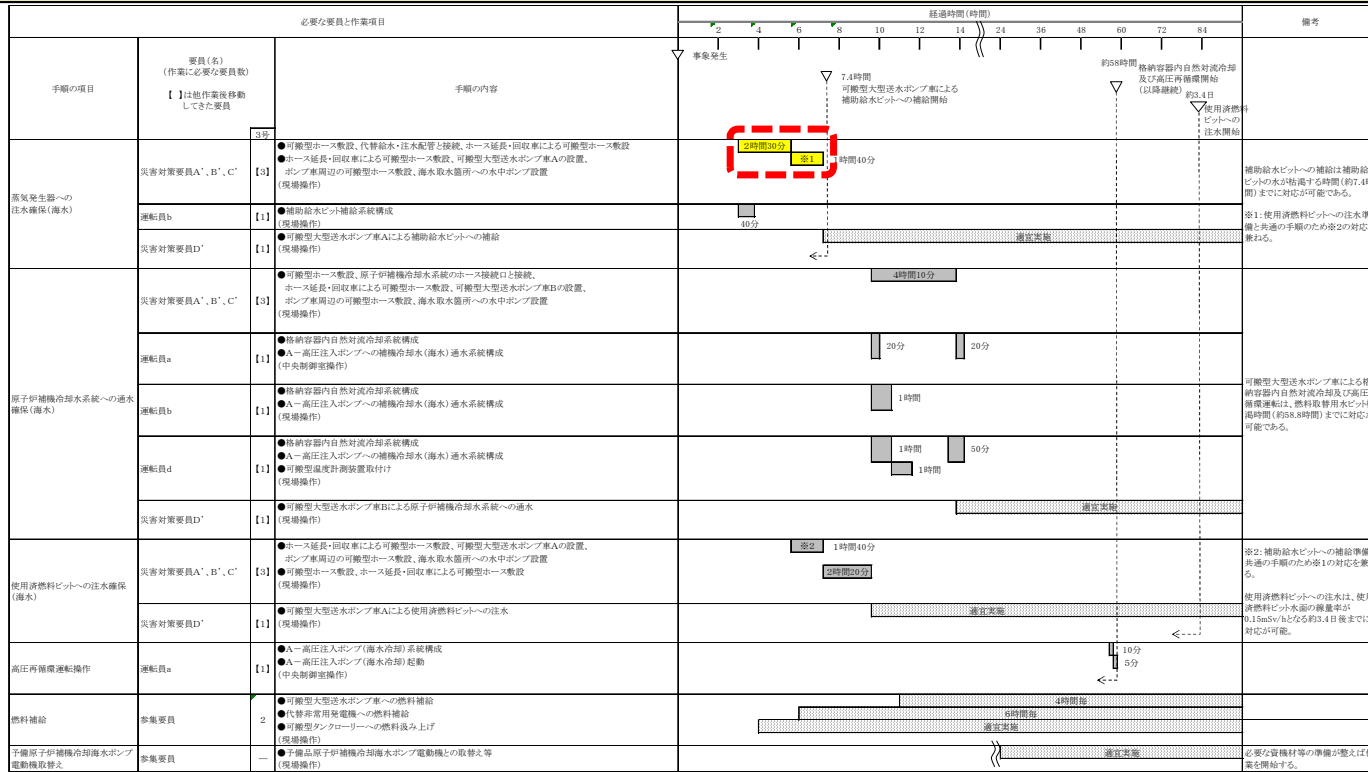 必要な要員と作業項目
経過時間(時間)
備考
2 4 6 8 10 12 14 24 36 48 60 72 84
手順の項目
要員(名)
(作業に必要な要員数)
【 】は他作業後移動
してきた要員
3号
手順の内容
事象発生
7.4時間
可搬型大型送水ポンプ車による
補助給水ピットへの補給開始
約58時間
格納容器内自然対流冷却
及び高圧再循環開始
(以降継続)
約3.4日
使用済燃料
ピットへの
注水開始
蒸気発生器への
注水確保(海水)
災害対策要員A’、B’、C’
【3】
●可搬型ホース敷設、代替給水・注水配管と接続、ホース延長・回収車による可搬型ホース敷設
●ホース延長・回収車による可搬型ホース敷設、可搬型大型送水ポンプ車Aの設置、
ポンプ車周辺の可搬型ホース敷設、海水取水箇所への水中ポンプ設置
(現場操作)
2時間30分
※1
1時間40分
補助給水ピットへの補給は補助給
ピットの水が枯渇する時間(約7.4時
間)までに対応が可能である。
※1:使用済燃料ピットへの注水準
備と共通の手順のため※2の対応
兼ねる。
運転員b
【1】
●補助給水ピット補給系統構成
(現場操作)
40分
災害対策要員D’
【1】
●可搬型大型送水ポンプ車Aによる補助給水ピットへの補給
(現場操作)
適宜実施
原子炉補機冷却水系統への通水
確保(海水)
災害対策要員A’、B’、C’
【3】
●可搬型ホース敷設、原子炉補機冷却水系統のホース接続口と接続、
ホース延長・回収車による可搬型ホース敷設、可搬型大型送水ポンプ車Bの設置、
ポンプ車周辺の可搬型ホース敷設、海水取水箇所への水中ポンプ設置
(現場操作)
4時間10分
運転員a
【1】
●格納容器内自然対流冷却系統構成
●A-高圧注入ポンプへの補機冷却水(海水)通水系統構成
(中央制御室操作)
20分
20分
運転員b
【1】
●格納容器内自然対流冷却系統構成
●A-高圧注入ポンプへの補機冷却水(海水)通水系統構成
(現場操作)
1時間
可搬型大型送水ポンプ車による格
納容器内自然対流冷却及び高圧
循環運転は、燃料取替用水ピット
渇時間(約58.8時間)までに対応
可能である。
運転員d
【1】
●格納容器内自然対流冷却系統構成
●A-高圧注入ポンプへの補機冷却水(海水)通水系統構成
●可搬型温度計測装置取付け
(現場操作)
1時間
50分
1時間
災害対策要員D’
【1】
●可搬型大型送水ポンプ車Bによる原子炉補機冷却水系統への通水
(現場操作)
適宜実施
使用済燃料ピットへの注水確保
(海水)
災害対策要員A’、B’、C’
【3】
●ホース延長・回収車による可搬型ホース敷設、可搬型大型送水ポンプ車Aの設置、
ポンプ車周辺の可搬型ホース敷設、海水取水箇所への水中ポンプ設置
●可搬型ホース敷設、ホース延長・回収車による可搬型ホース敷設
(現場操作)
※2
1時間40分
2時間20分
※2:補助給水ピットへの補給準備
共通の手順のため※1の対応を兼
る。
使用済燃料ピットへの注水は、使用
済燃料ピット水面の線量率が
0.15mSv/hとなる約3.4日後までに
対応が可能。
災害対策要員D’
【1】
●可搬型大型送水ポンプ車Aによる使用済燃料ピットへの注水
(現場操作)
適宜実施
高圧再循環運転操作
運転員a
【1】
●A-高圧注入ポンプ(海水冷却)系統構成
●A-高圧注入ポンプ(海水冷却)起動
(中央制御室操作)
10分
5分
燃料補給
参集要員
2
●可搬型大型送水ポンプ車への燃料補給
●代替非常用発電機への燃料補給
●可搬型タンクローリーへの燃料汲み上げ
(現場操作)
4時間毎
6時間毎
適宜実施
予備原子炉補機冷却海水ポンプ
電動機取替え
参集要員
―
●予備品原子炉補機冷却海水ポンプ電動機との取替え等
(現場操作)
適宜実施
必要な資機材等の準備が整えば
業を開始する。